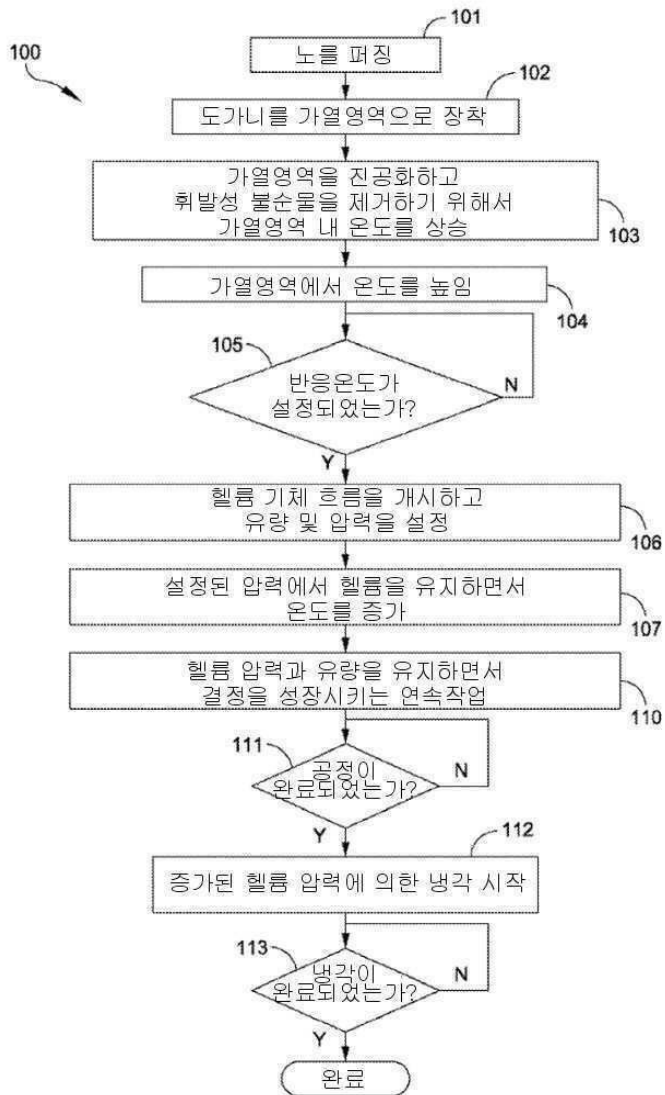 101
100
노를 퍼징
102
도가니를 가열영역으로 장착
가열영역을 진공화하고
휘발성 불순물을 제거하기 위해서
가열영역 내 온도를 상승
103
가열영역에서 온도를 높임
104
105
반응온도가
설정되었는가?
N
Y
헬륨 기체 흐름을 개시하고
유량 및 압력을 설정
106
설정된 압력에서 헬륨을 유지하면서
온도를 증가
107
헬륨 압력과 유량을 유지하면서
결정을 성장시키는 연속작업
110
111
공정이
완료되었는가?
N
Y
112
증가된 헬륨 압력에 의한 냉각 시작
113
냉각이
완료되었는가?
N
Y
완료